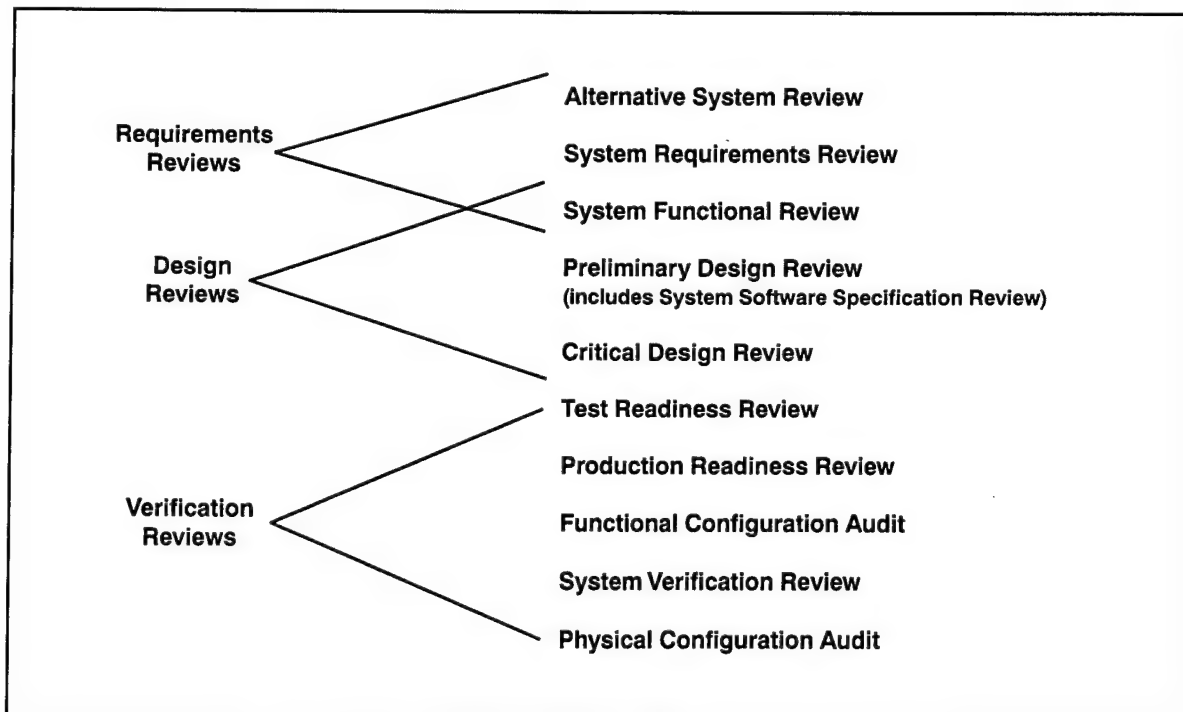 Requirements
Reviews
Design
Reviews
Verification
Reviews
Alternative System Review
System Requirements Review
System Functional Review
Preliminary Design Review
(includes System Software Specification Review)
Critical Design Review
Test Readiness Review
Production Readiness Review
Functional Configuration Audit
System Verification Review
Physical Configuration Audit